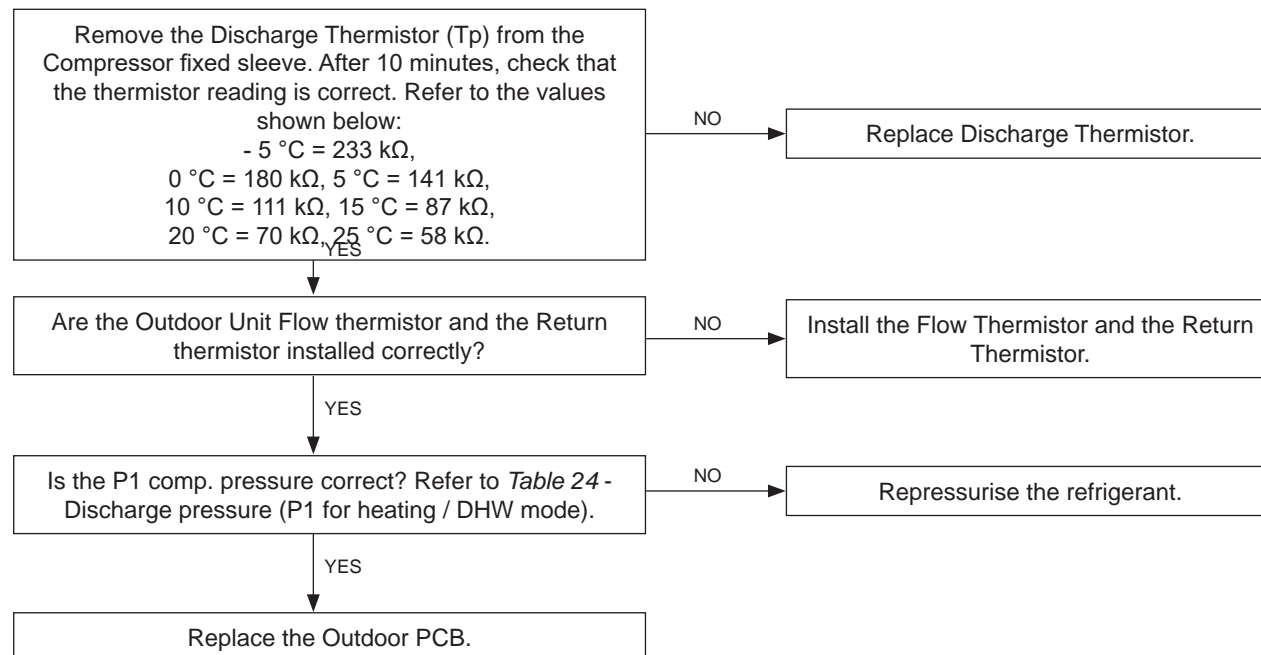 Remove the Discharge Thermistor (Tp) from the
Compressor fixed sleeve. After 10 minutes, check that
the thermistor reading is correct. Refer to the values
shown below:
- 5 °C = 233 kΩ,
0 °C = 180 kΩ, 5 °C = 141 kΩ,
10 °C = 111 kΩ, 15 °C = 87 kΩ,
20 °C = 70 kΩ, 25 °C = 58 kΩ.
NO
Replace Discharge Thermistor.
YES
Are the Outdoor Unit Flow thermistor and the Return
thermistor installed correctly?
NO
Install the Flow Thermistor and the Return
Thermistor.
YES
Is the P1 comp. pressure correct? Refer to Table 24 -
Discharge pressure (P1 for heating / DHW mode).
NO
Repressurise the refrigerant.
YES
Replace the Outdoor PCB.